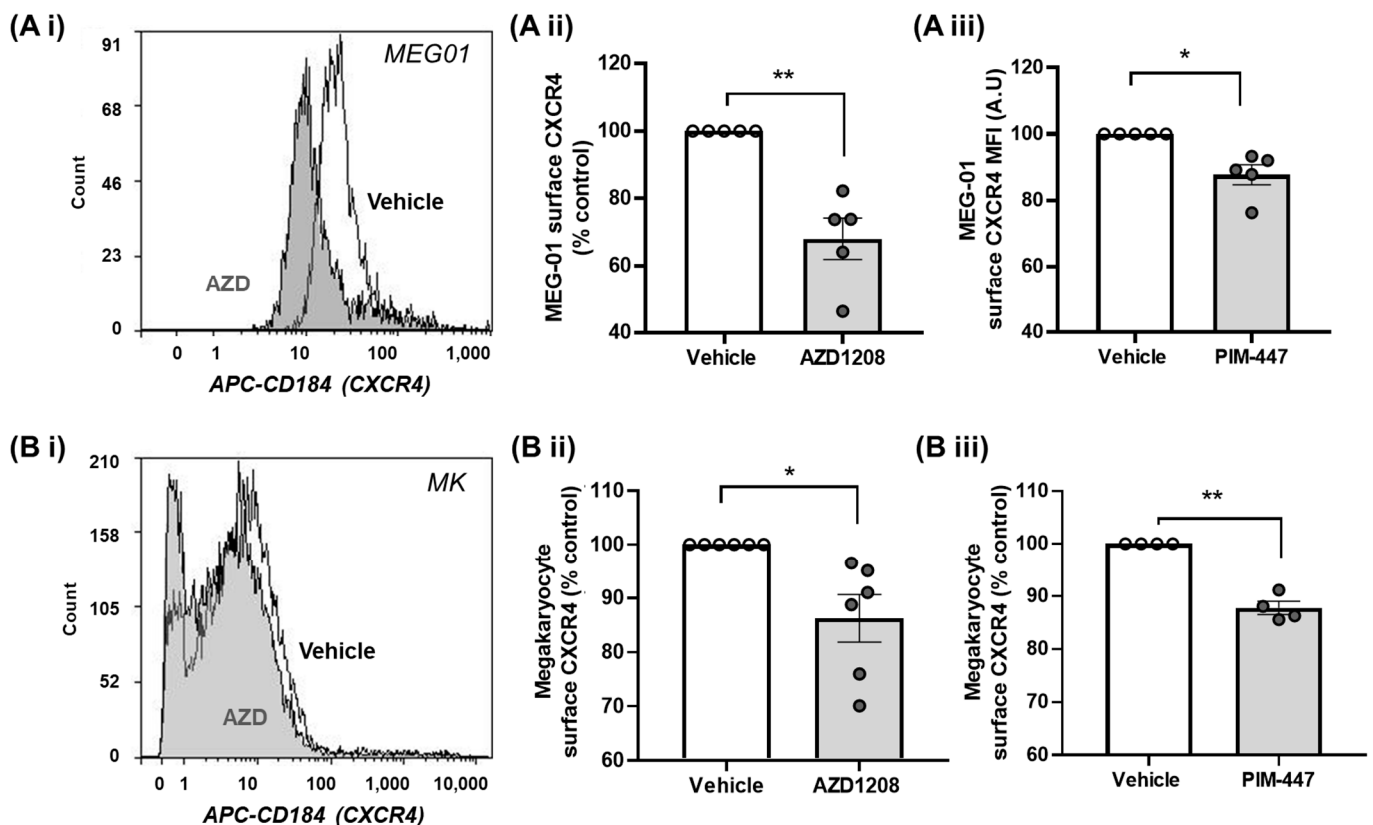 (A i)
MEG01
91
68
46
23
0
Count
Vehicle
AZD
0 1 10 100 1,000
APC-CD184 (CXCR4)
(A ii)
MEG-01 surface CXCR4
(% control)
120
100
80
60
40
**
Vehicle AZD1208
(A iii)
MEG-01
surface CXCR4 MFI (A.U)
120
100
80
60
40
*
Vehicle PIM-447
(B i)
MK
210
158
105
52
0
Count
Vehicle
AZD
0 1 10 100 1,000 10,000
APC-CD184 (CXCR4)
(B ii)
Megakaryocyte
surface CXCR4 (% control)
110
100
90
80
70
60
*
Vehicle AZD1208
(B iii)
Megakaryocyte
surface CXCR4 (% control)
110
100
90
80
70
60
**
Vehicle PIM-447